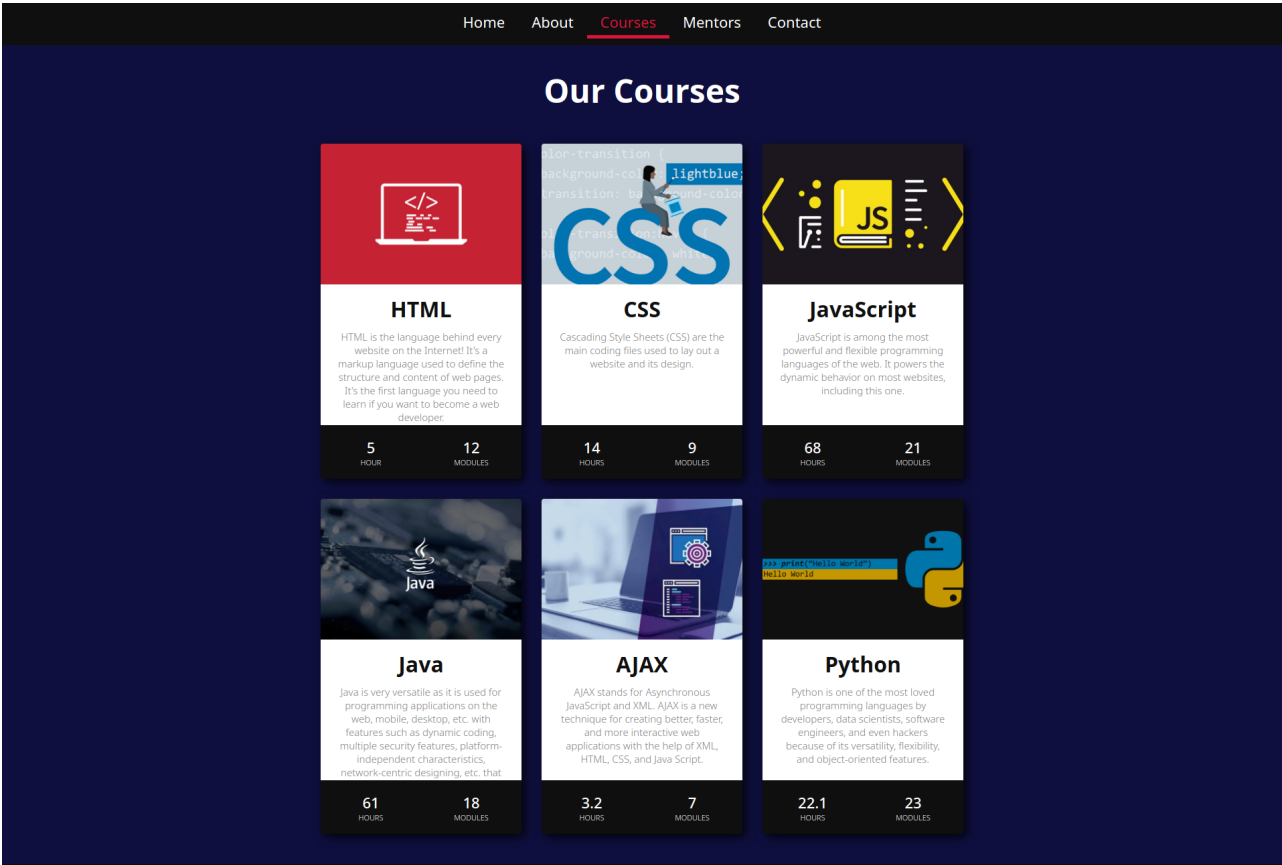 Home About Courses Mentors Contact
Our Courses
</>
color-transition {
background-color: lightblue;
transition: background-color
CSS
JS
HTML
HTML is the language behind every
website on the Internet! It's a
markup language used to define the
structure and content of web pages.
It's the first language you need to
learn if you want to become a web
developer.
5 12
HOUR MODULES
CSS
Cascading Style Sheets (CSS) are the
main coding files used to lay out a
website and its design.
14 9
HOURS MODULES
JavaScript
JavaScript is among the most
powerful and flexible programming
languages of the web. It powers the
dynamic behavior on most websites,
including this one.
68 21
HOURS MODULES
Java
>>> print("Hello World")
Hello World
Java
Java is very versatile as it is used for
programming applications on the
web, mobile, desktop, etc. with
features such as dynamic coding,
multiple security features, platform-
independent characteristics,
network-centric designing, etc. that
61 18
HOURS MODULES
AJAX
AJAX stands for Asynchronous
JavaScript and XML. AJAX is a new
technique for creating better, faster,
and more interactive web
applications with the help of XML,
HTML, CSS, and Java Script.
3.2 7
HOURS MODULES
Python
Python is one of the most loved
programming languages by
developers, data scientists, software
engineers, and even hackers
because of its versatility, flexibility,
and object-oriented features.
22.1 23
HOURS MODULES